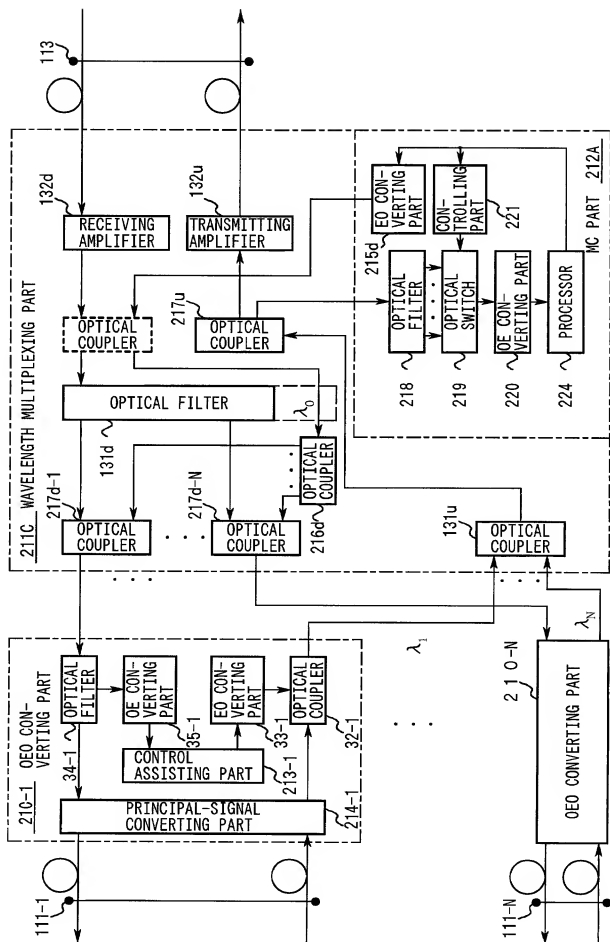 211C WAVELENGTH MULTIPLEXING PART
113
132d
RECEIVING
AMPLIFIER
TRANSMITTING
AMPLIFIER
132u
OPTICAL
COUPLER
217u
OPTICAL
COUPLER
OPTICAL FILTER
λ0
131d
217d-1
OPTICAL
COUPLER
217d-N
OPTICAL
COUPLER
OPTICAL
COUPLER
216d
131u
OPTICAL
COUPLER
MC PART 212A
EO CON-
VERTING
PART
215d
CON-
TROLLING
PART
221
OPTICAL
FILTER
218
OPTICAL
SWITCH
219
OE CON-
VERTING PART
220
PROCESSOR
224
210-1 OEO CON-
VERTING
PART
OPTICAL
FILTER
34-1
OE CON-
VERTING
PART
35-1
EO CON-
VERTING
PART
33-1
OPTICAL
COUPLER
32-1
CONTROL
ASSISTING PART
213-1
PRINCIPAL-SIGNAL
CONVERTING PART
214-1
λ1
λN
210-N
OEO CONVERTING PART
111-1
111-N